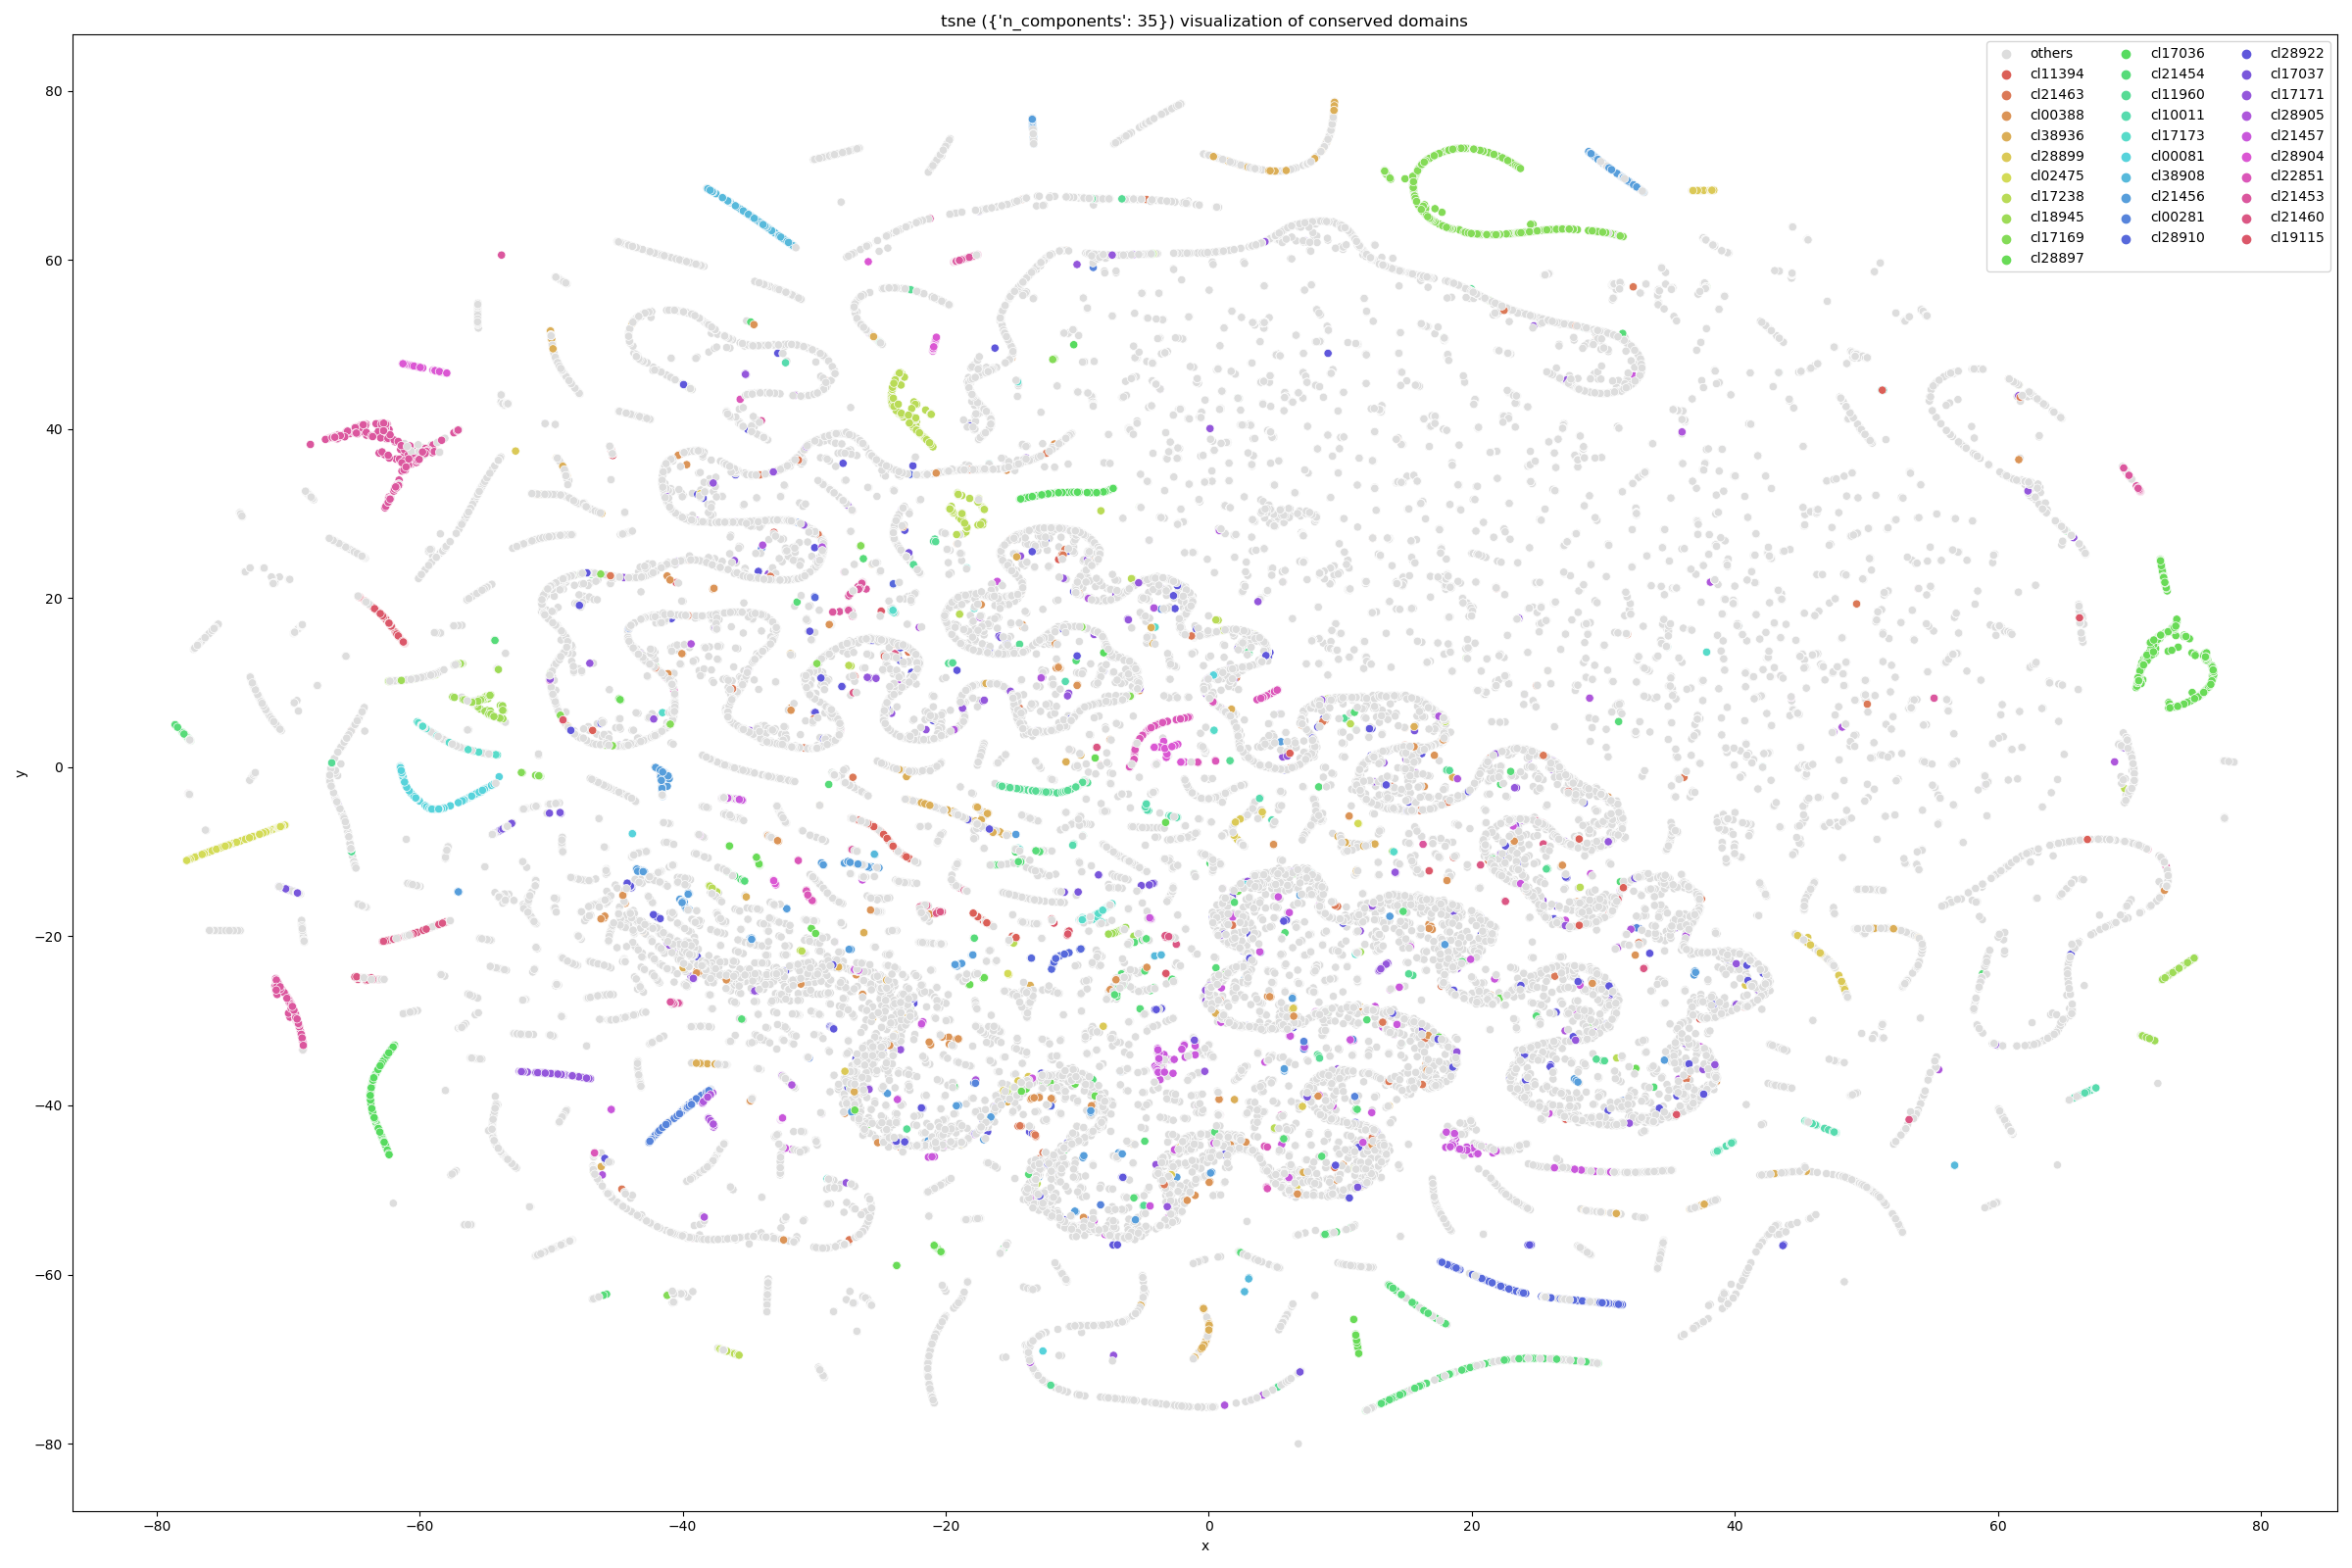 tsne ({'n_components': 35}) visualization of conserved domains
others
cl11394
cl21463
cl00388
cl38936
cl28899
cl02475
cl17238
cl18945
cl17169
cl28897
cl17036
cl21454
cl11960
cl10011
cl17173
cl00081
cl38908
cl21456
cl00281
cl28910
cl28922
cl17037
cl17171
cl28905
cl21457
cl28904
cl22851
cl21453
cl21460
cl19115
80
60
40
20
0
−20
−40
−60
−80
y
−80
−60
−40
−20
0
20
40
60
80
x